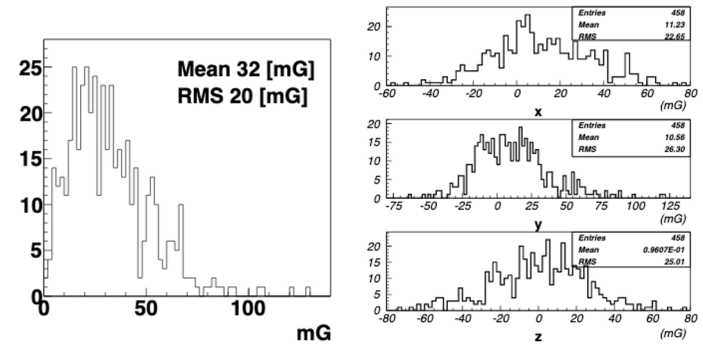 Mean 32 [mG]
RMS 20 [mG]
25
20
15
10
5
0
0 50 100
mG
Entries 458
Mean 11.23
RMS 22.65
20
10
0
-60 -40 -20 0 20 40 60 80
x (mG)
Entries 458
Mean 10.56
RMS 26.30
20
15
10
5
0
-75 -50 -25 0 25 50 75 100 125
y (mG)
Entries 458
Mean 0.9607E-01
RMS 25.01
20
15
10
5
0
-80 -60 -40 -20 0 20 40 60 80
z (mG)